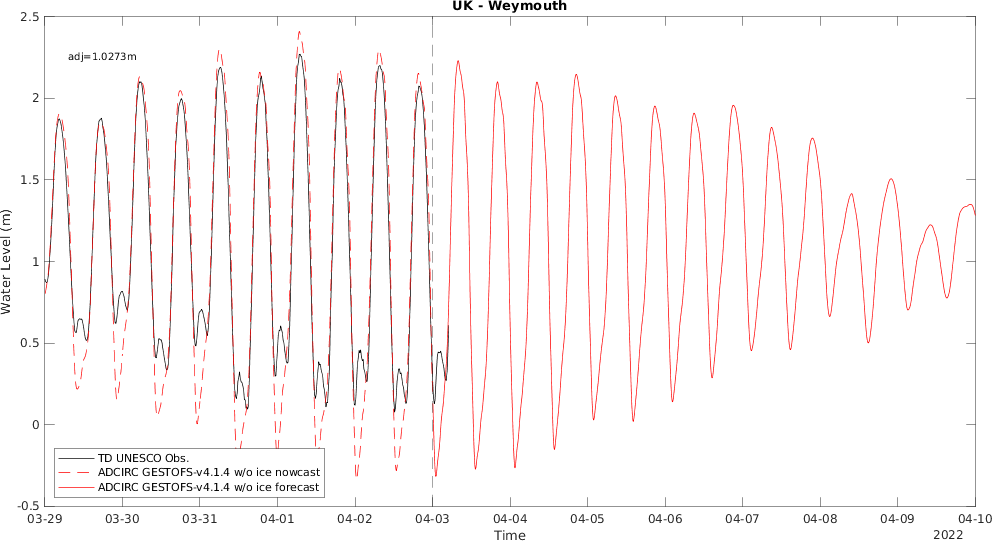 UK - Weymouth
2.5
adj=1.0273m
2
1.5
1
0.5
0
-0.5
Water Level (m)
TD UNESCO Obs.
ADCIRC GESTOFS-v4.1.4 w/o ice nowcast
ADCIRC GESTOFS-v4.1.4 w/o ice forecast
03-29 03-30 03-31 04-01 04-02 04-03 04-04 04-05 04-06 04-07 04-08 04-09 04-10
Time
2022